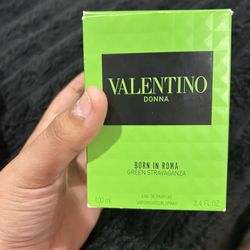 VALENTINO
DONNA
BORN IN ROMA
GREEN STRAVAGANZA
EAU DE PARFUM
VAPORISATEUR SPRAY
100 ml
3.4 FL.OZ.